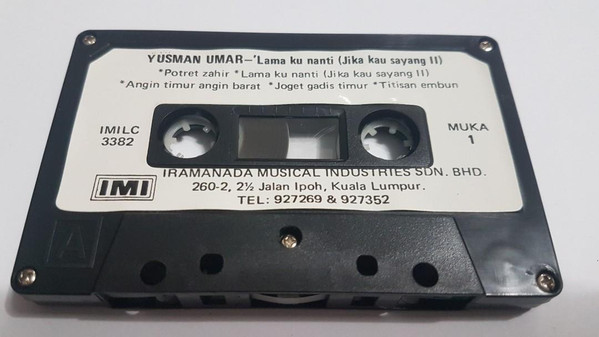 YUSMAN UMAR–'Lama ku nanti (Jika kau sayang II)
*Potret zahir *Lama ku nanti (Jika kau sayang II)
*Angin timur angin barat *Joget gadis timur *Titisan embun
IMILC
3382
MUKA
1
IMI
IRAMANADA MUSICAL INDUSTRIES SDN. BHD.
260-2, 2½ Jalan Ipoh, Kuala Lumpur.
TEL: 927269 & 927352
A